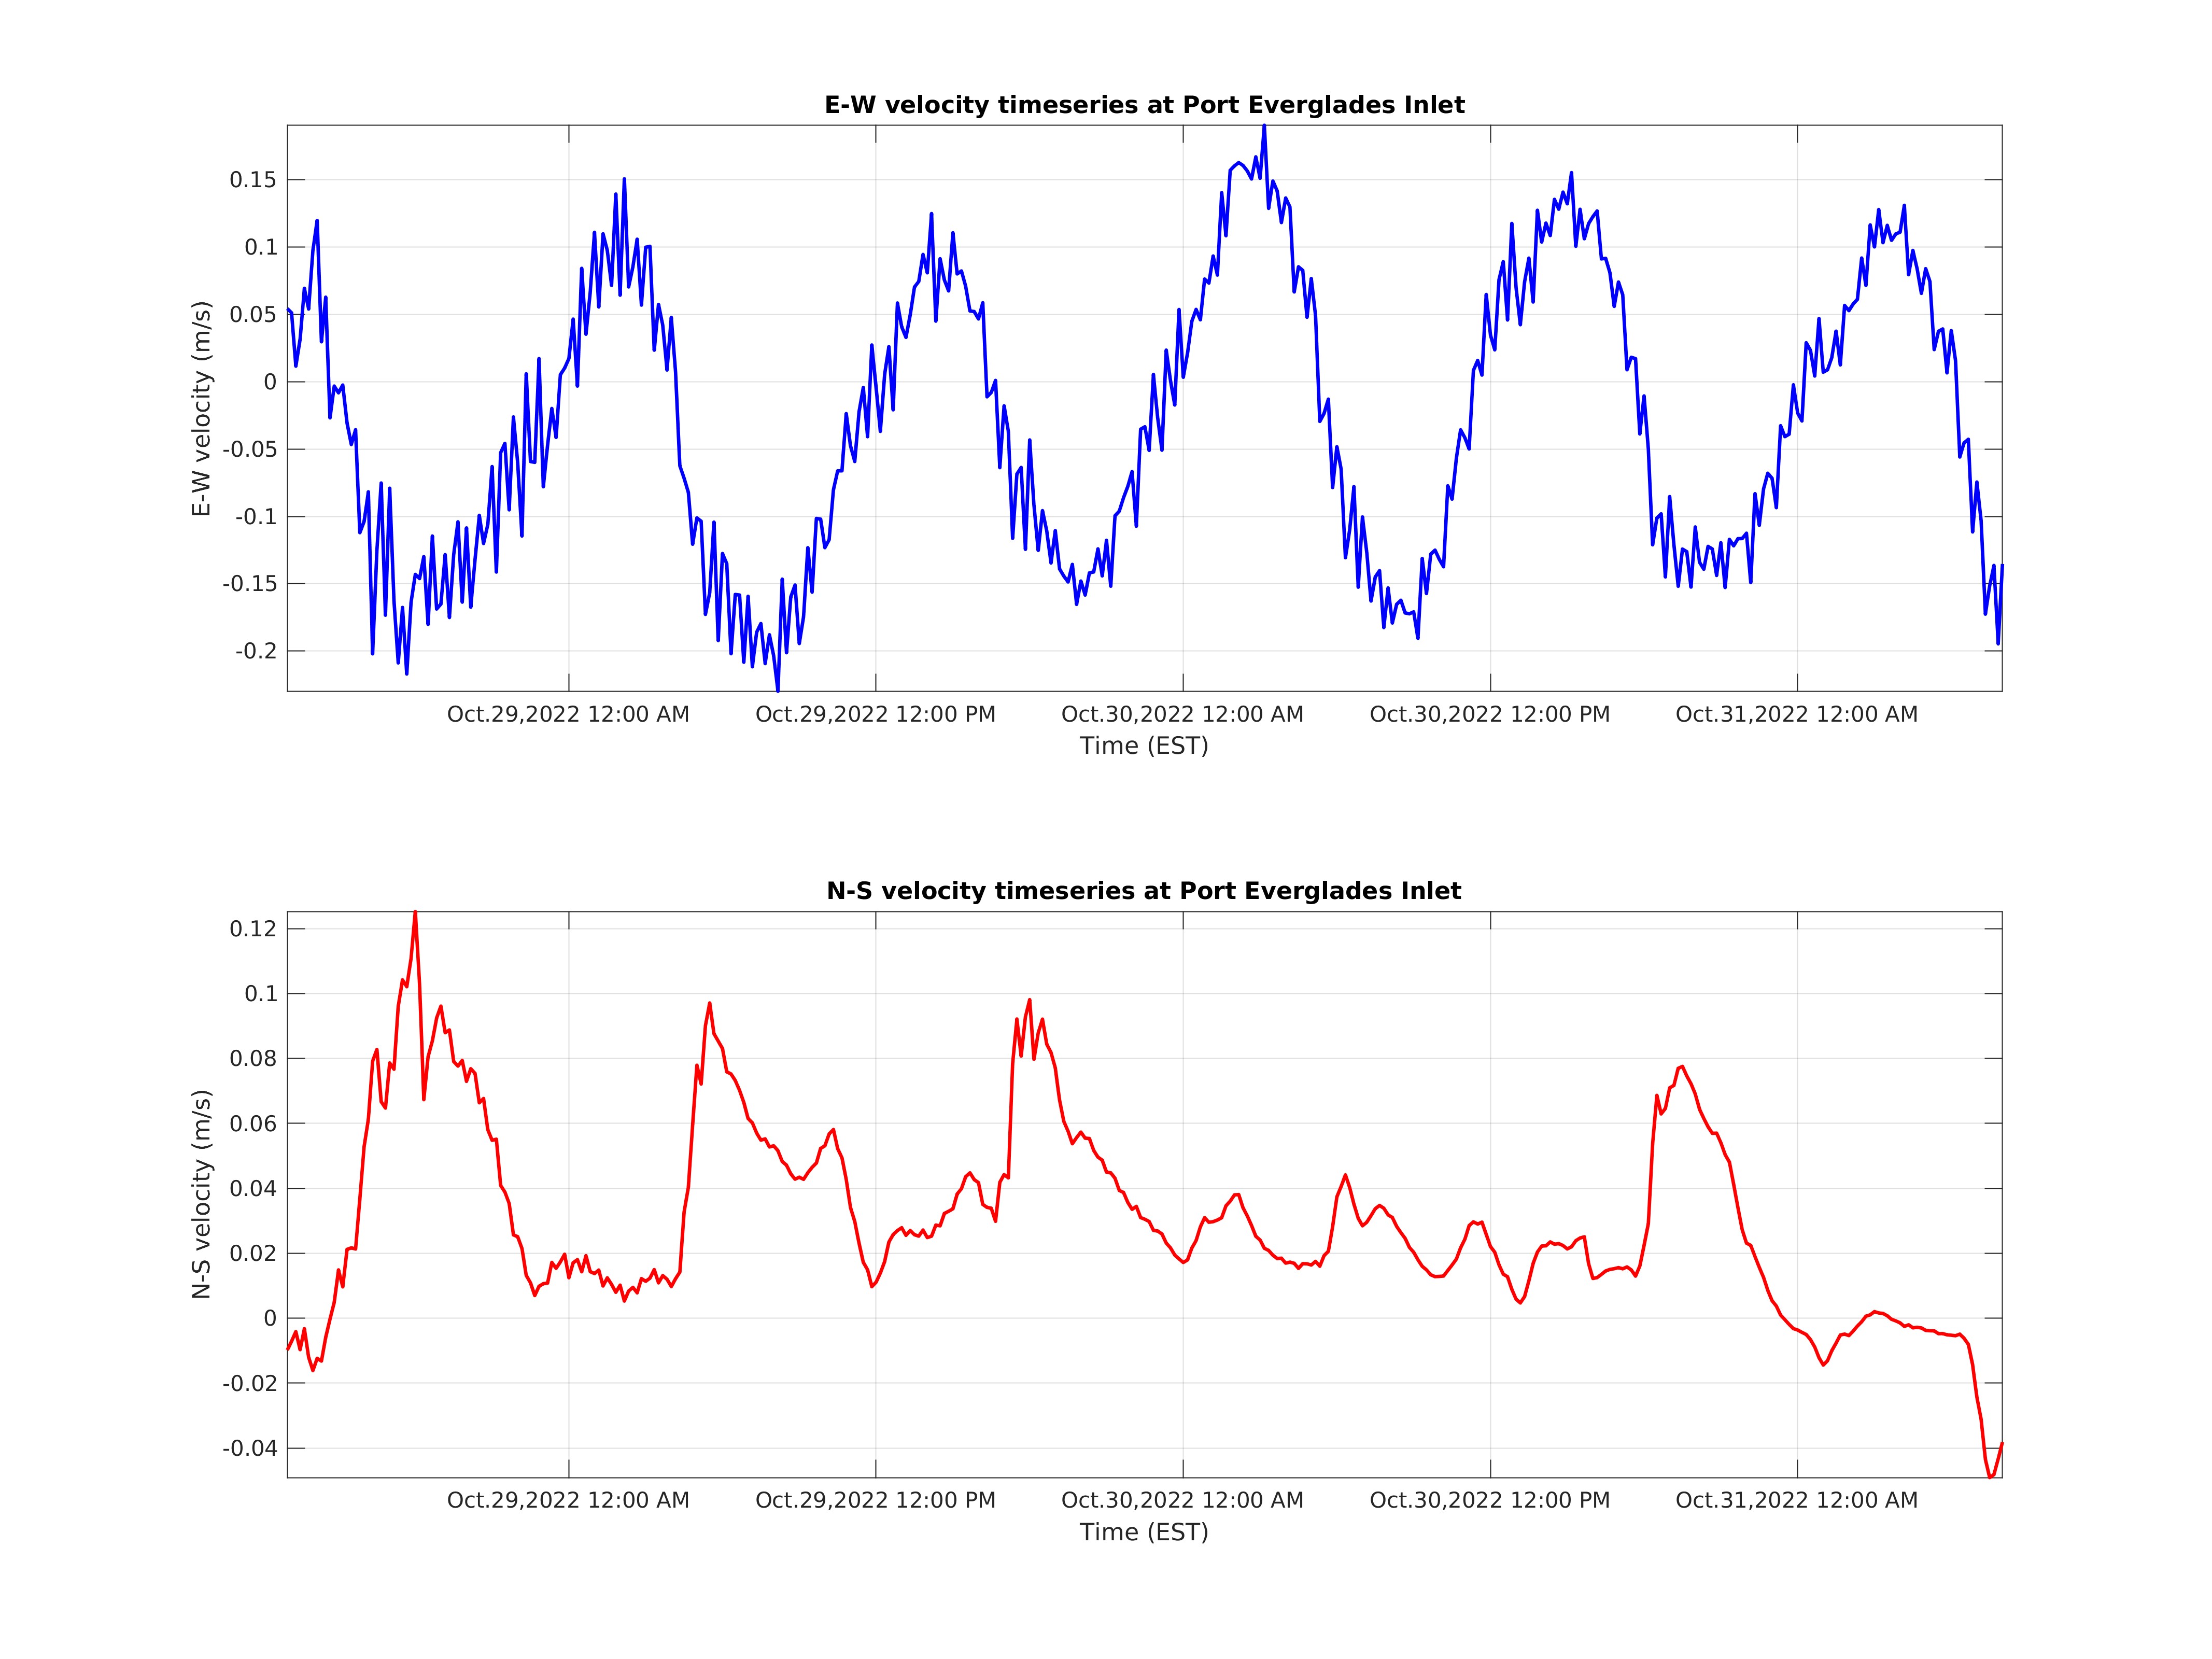 E-W velocity timeseries at Port Everglades Inlet
E-W velocity (m/s)
0.15
0.1
0.05
0
-0.05
-0.1
-0.15
-0.2
Oct.29,2022 12:00 AM Oct.29,2022 12:00 PM Oct.30,2022 12:00 AM Oct.30,2022 12:00 PM Oct.31,2022 12:00 AM
Time (EST)
N-S velocity timeseries at Port Everglades Inlet
N-S velocity (m/s)
0.12
0.1
0.08
0.06
0.04
0.02
0
-0.02
-0.04
Oct.29,2022 12:00 AM Oct.29,2022 12:00 PM Oct.30,2022 12:00 AM Oct.30,2022 12:00 PM Oct.31,2022 12:00 AM
Time (EST)